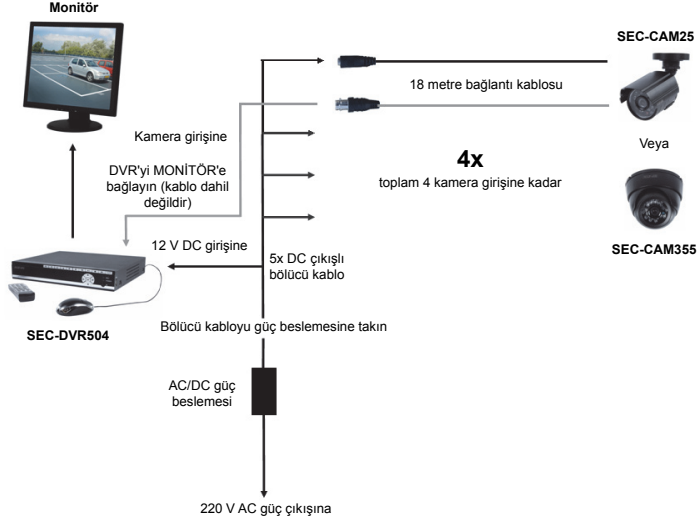 Monitör
SEC-CAM25
18 metre bağlantı kablosu
Kamera girişine
Veya
4x
DVR'yi MONİTÖR'e
bağlayın (kablo dahil
değildir)
toplam 4 kamera girişine kadar
12 V DC girişine
SEC-CAM355
5x DC çıkışlı
bölücü kablo
SEC-DVR504
Bölücü kabloyu güç beslemesine takın
AC/DC güç
beslemesi
220 V AC güç çıkışına